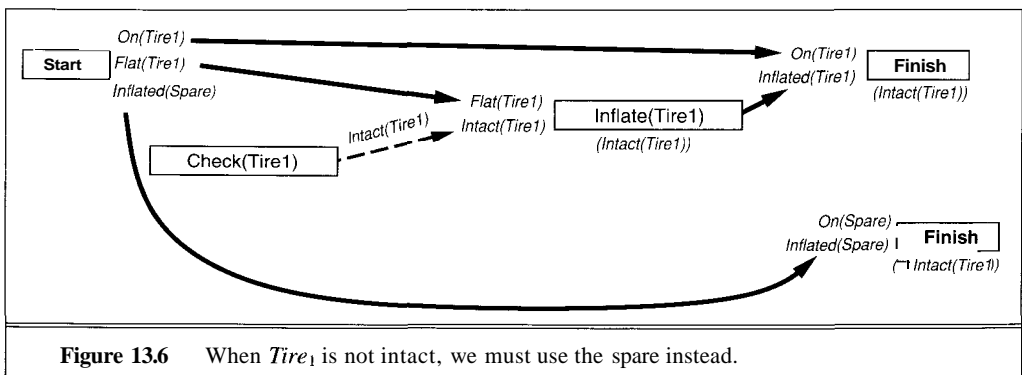 On(Tire1)
Start
Flat(Tire1)
Inflated(Spare)
On(Tire1)
Inflated(Tire1)
Finish
(Intact(Tire1))
Flat(Tire1)
Intact(Tire1)
Inflate(Tire1)
(Intact(Tire1))
Intact(Tire1)
Check(Tire1)
On(Spare)
Inflated(Spare)
Finish
(¬Intact(Tire1))
Figure 13.6 When Tire₁ is not intact, we must use the spare instead.